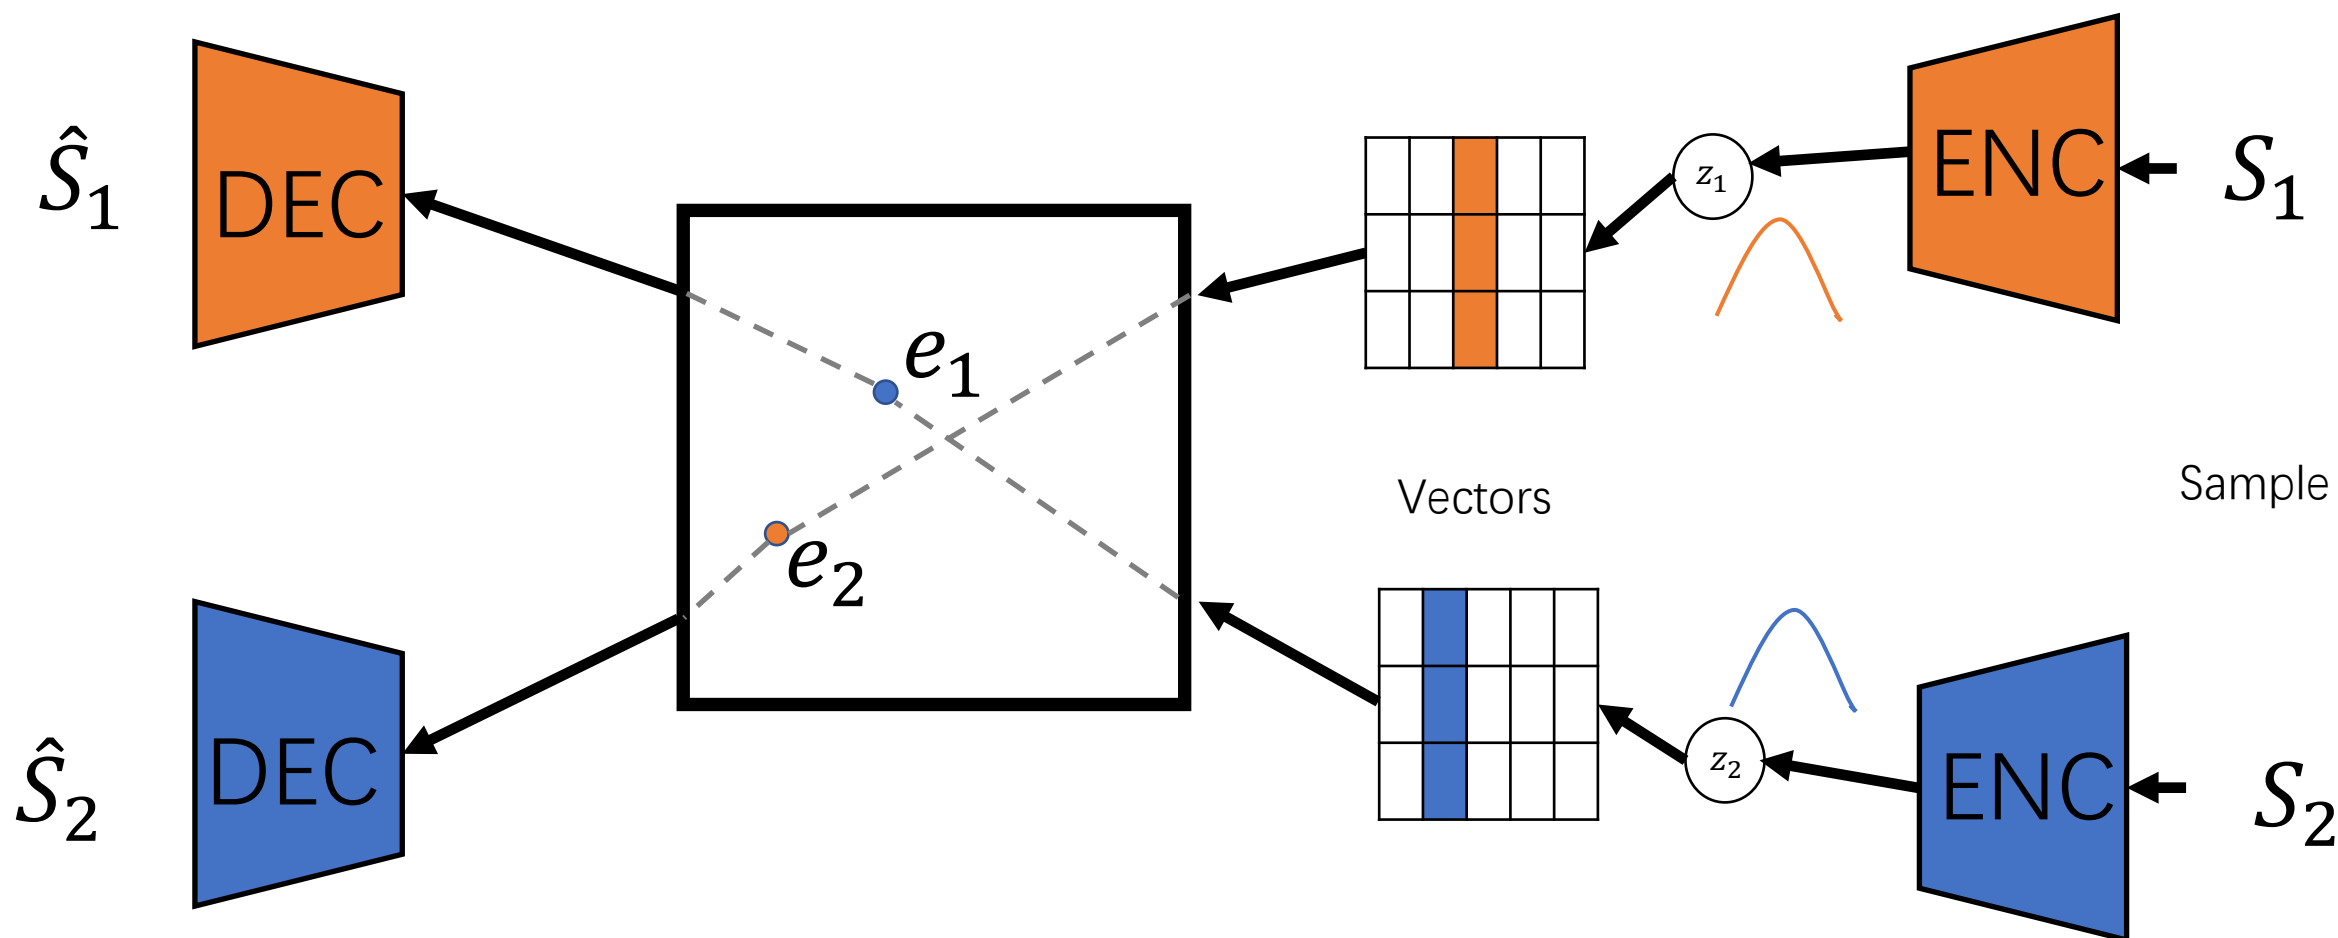 Ŝ₁
DEC
e₁
z₁
ENC
S₁
Vectors
Sample
e₂
Ŝ₂
DEC
z₂
ENC
S₂